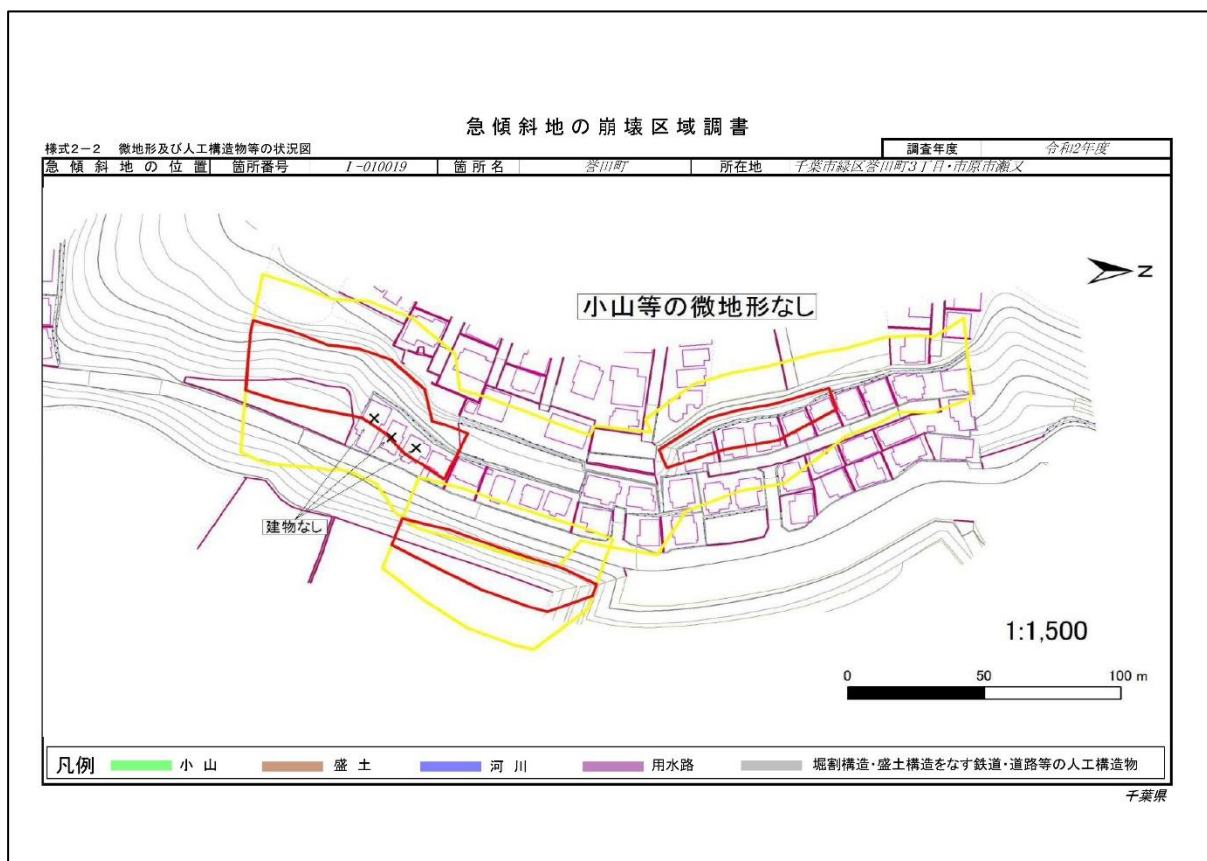 急傾斜地の崩壊区域調書
様式2-2 微地形及び人工構造物等の状況図 調査年度 令和2年度
急傾斜地の位置 箇所番号 I-010019 箇所名 誉田町 所在地 千葉市緑区誉田町3丁目・市原市瀬又
N
小山等の微地形なし
建物なし
1:1,500
0 50 100 m
凡例 小山 盛土 河川 用水路 堀割構造・盛土構造をなす鉄道・道路等の人工構造物
千葉県